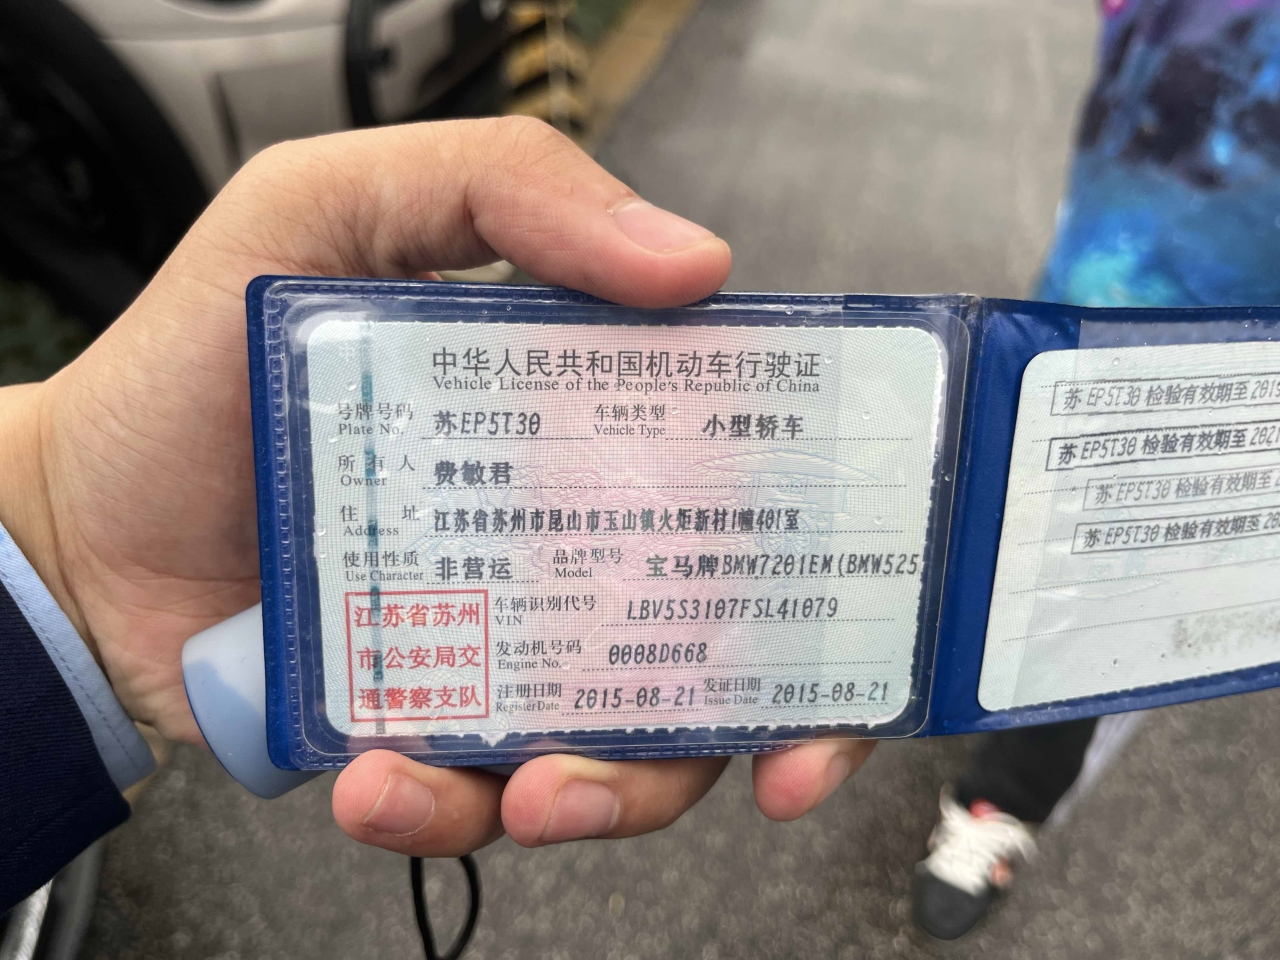 中华人民共和国机动车行驶证
Vehicle License of the People's Republic of China
号牌号码 苏EP5T30 车辆类型 小型轿车
Plate No. Vehicle Type
所有人 费敏君
Owner
住址 江苏省苏州市昆山市玉山镇火炬新村1幢401室
Address
使用性质 非营运 品牌型号 宝马牌BMW7201EM(BMW525
Use Character Model
江苏省苏州
市公安局交
通警察支队
车辆识别代号 LBV5S3107FSL41079
VIN
发动机号码 0008D668
Engine No.
注册日期 2015-08-21 发证日期 2015-08-21
Register Date Issue Date
苏EP5T30 检验有效期至 2019
苏EP5T30 检验有效期至 2021
苏EP5T30 检验有效期至
苏EP5T30 检验有效期至 20